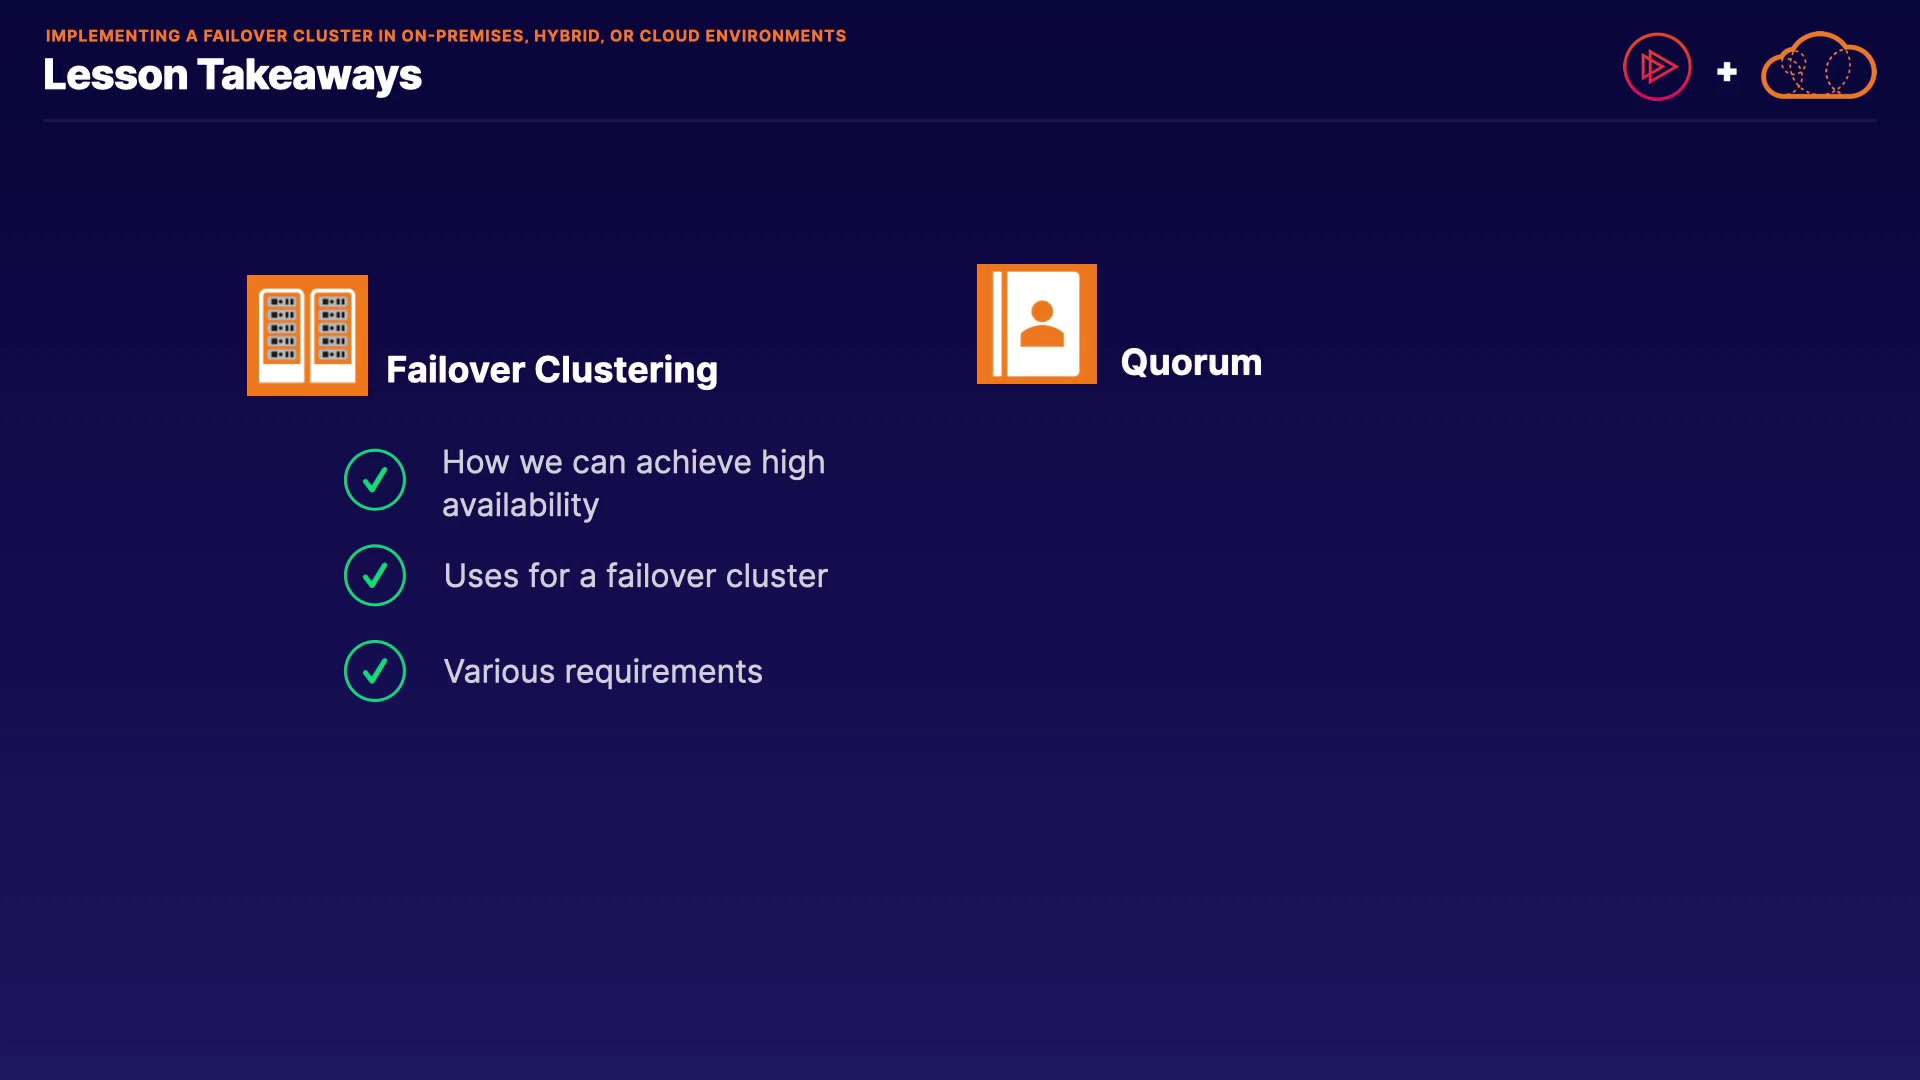 IMPLEMENTING A FAILOVER CLUSTER IN ON-PREMISES, HYBRID, OR CLOUD ENVIRONMENTS
Lesson Takeaways
Failover Clustering
How we can achieve high
availability
Uses for a failover cluster
Various requirements
Quorum